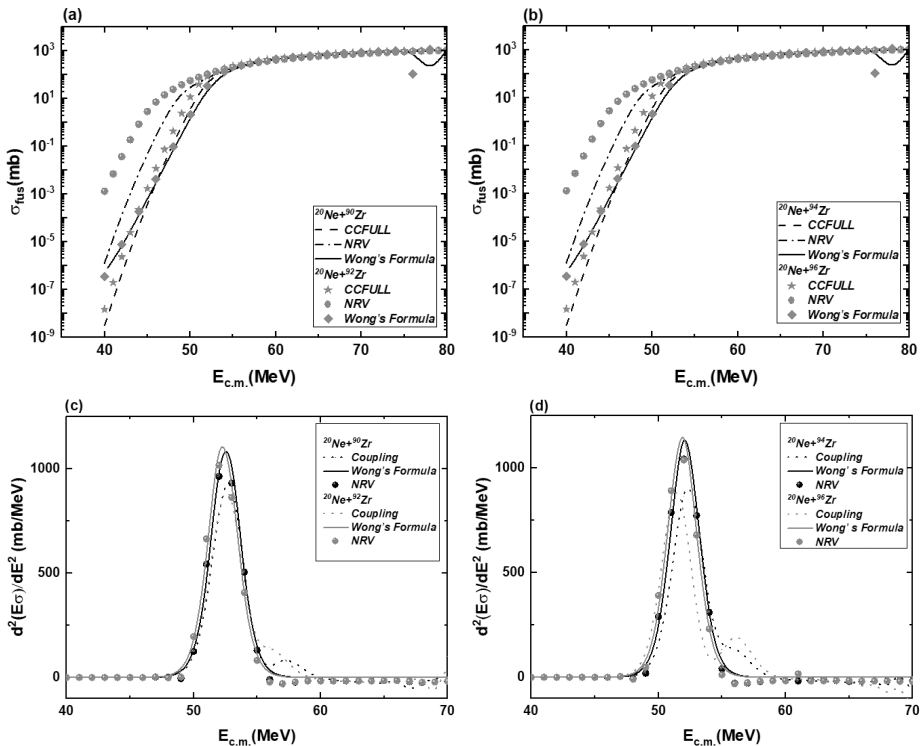 (a)
σfus(mb)
10³
10¹
10⁻¹
10⁻³
10⁻⁵
10⁻⁷
10⁻⁹
40 50 60 70 80
Ec.m.(MeV)
²⁰Ne+⁹⁰Zr
CCFULL
NRV
Wong's Formula
²⁰Ne+⁹²Zr
CCFULL
NRV
Wong's Formula
(b)
σfus(mb)
10³
10¹
10⁻¹
10⁻³
10⁻⁵
10⁻⁷
10⁻⁹
40 50 60 70 80
Ec.m.(MeV)
²⁰Ne+⁹⁴Zr
CCFULL
NRV
Wong's Formula
²⁰Ne+⁹⁶Zr
CCFULL
NRV
Wong's Formula
(c)
d²(Eσ)/dE² (mb/MeV)
1000
500
0
40 50 60 70
Ec.m.(MeV)
²⁰Ne+⁹⁰Zr
Coupling
Wong's Formula
NRV
²⁰Ne+⁹²Zr
Coupling
Wong's Formula
NRV
(d)
d²(Eσ)/dE² (mb/MeV)
1000
500
0
40 50 60 70
Ec.m.(MeV)
²⁰Ne+⁹⁴Zr
Coupling
Wong's Formula
NRV
²⁰Ne+⁹⁶Zr
Coupling
Wong's Formula
NRV